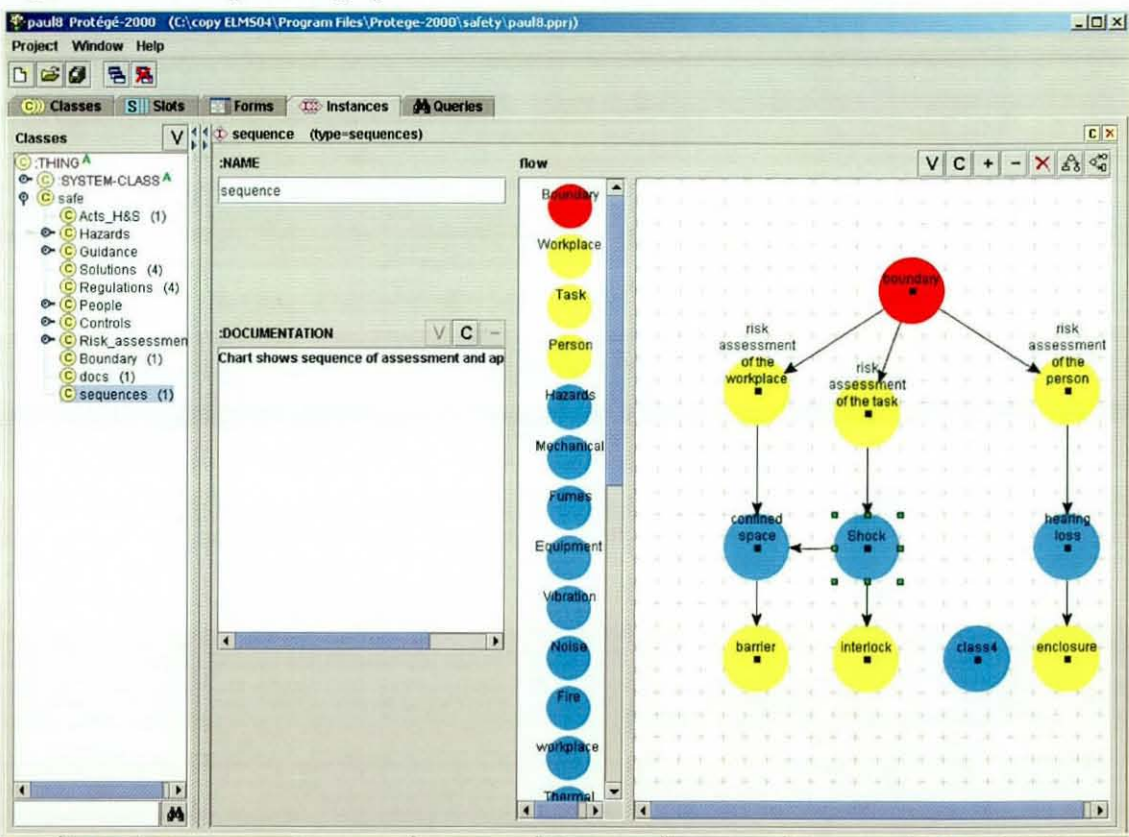 paul8 Protégé-2000 (C:\copy ELMS04\Program Files\Protege-2000\safety\paul8.pprj)
Project Window Help
C Classes S Slots Forms Instances Queries
Classes V
C :THING A
C :SYSTEM-CLASS A
C safe
C Acts_H&S (1)
C Hazards
C Guidance
C Solutions (4)
C Regulations (4)
C People
C Controls
C Risk_assessmen
C Boundary (1)
C docs (1)
C sequences (1)
I sequence (type=sequences) C X
:NAME
sequence
:DOCUMENTATION V C -
Chart shows sequence of assessment and ap
flow V C + -
Boundary
Workplace
Task
Person
Hazards
Mechanical
Fumes
Equipment
Vibration
Noise
Fire
workplace
Thermal
boundary
risk
assessment
of the
workplace
risk
assessment
of the task
risk
assessment
of the
person
confined
space
Shock
hearing
loss
barrier
interlock
class4
enclosure